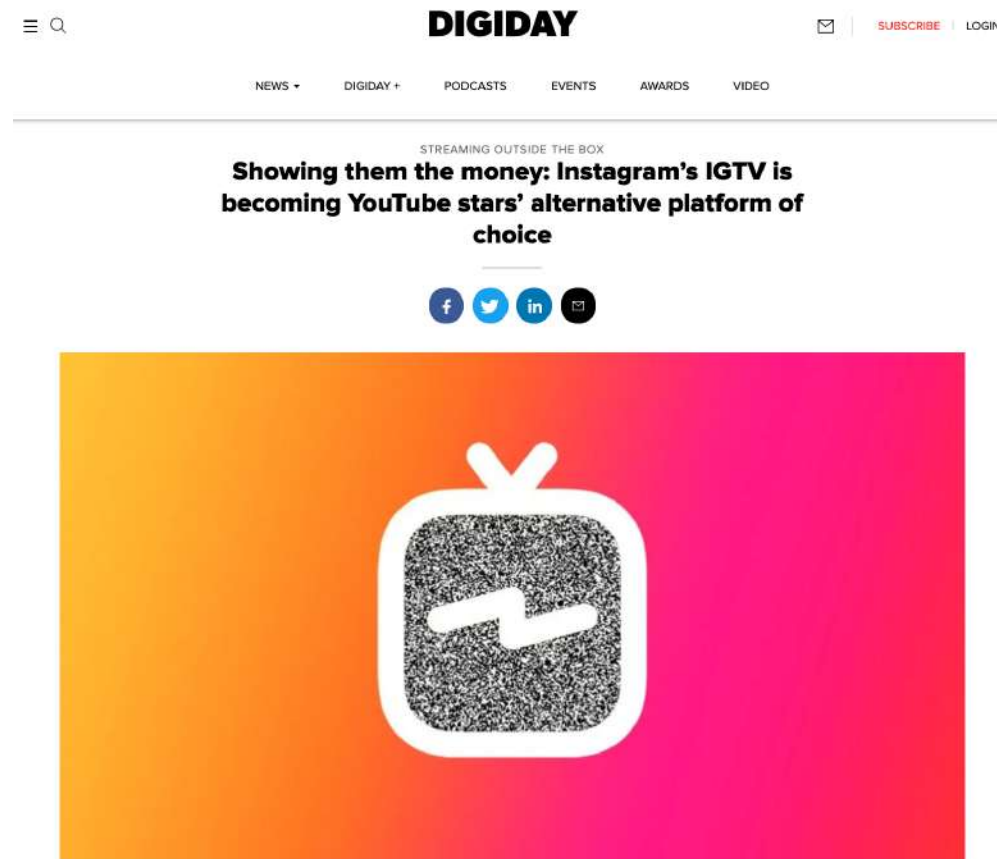 DIGIDAY
SUBSCRIBE LOGIN
NEWS DIGIDAY + PODCASTS EVENTS AWARDS VIDEO
STREAMING OUTSIDE THE BOX
Showing them the money: Instagram’s IGTV is
becoming YouTube stars’ alternative platform of
choice
f in